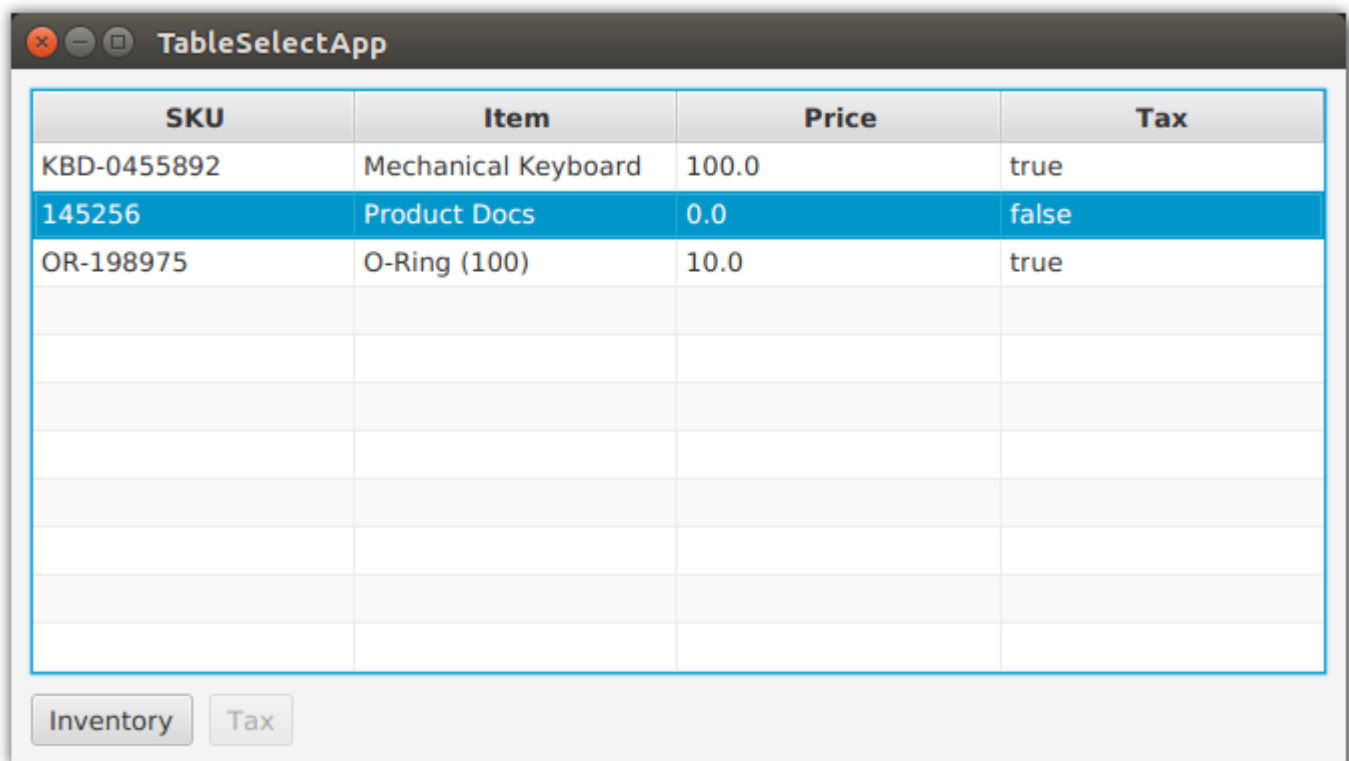 TableSelectApp
SKU Item Price Tax
KBD-0455892 Mechanical Keyboard 100.0 true
145256 Product Docs 0.0 false
OR-198975 O-Ring (100) 10.0 true
Inventory Tax